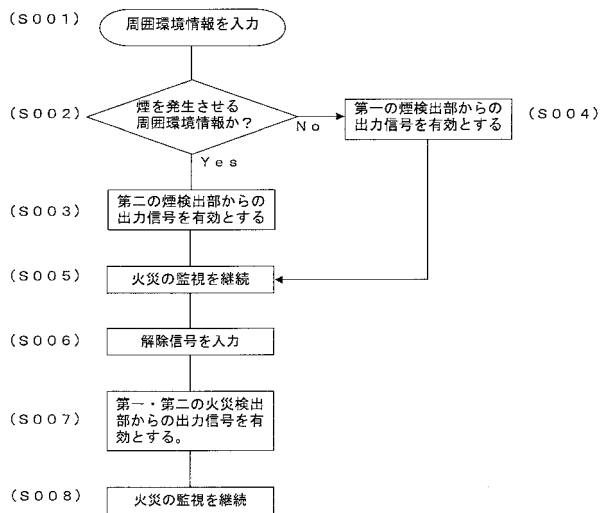 (S001)
周囲環境情報を入力
(S002)
煙を発生させる
周囲環境情報か?
No
第一の煙検出部からの
出力信号を有効とする
(S004)
Yes
(S003)
第二の煙検出部からの
出力信号を有効とする
(S005)
火災の監視を継続
(S006)
解除信号を入力
(S007)
第一・第二の火災検出
部からの出力信号を有
効とする。
(S008)
火災の監視を継続